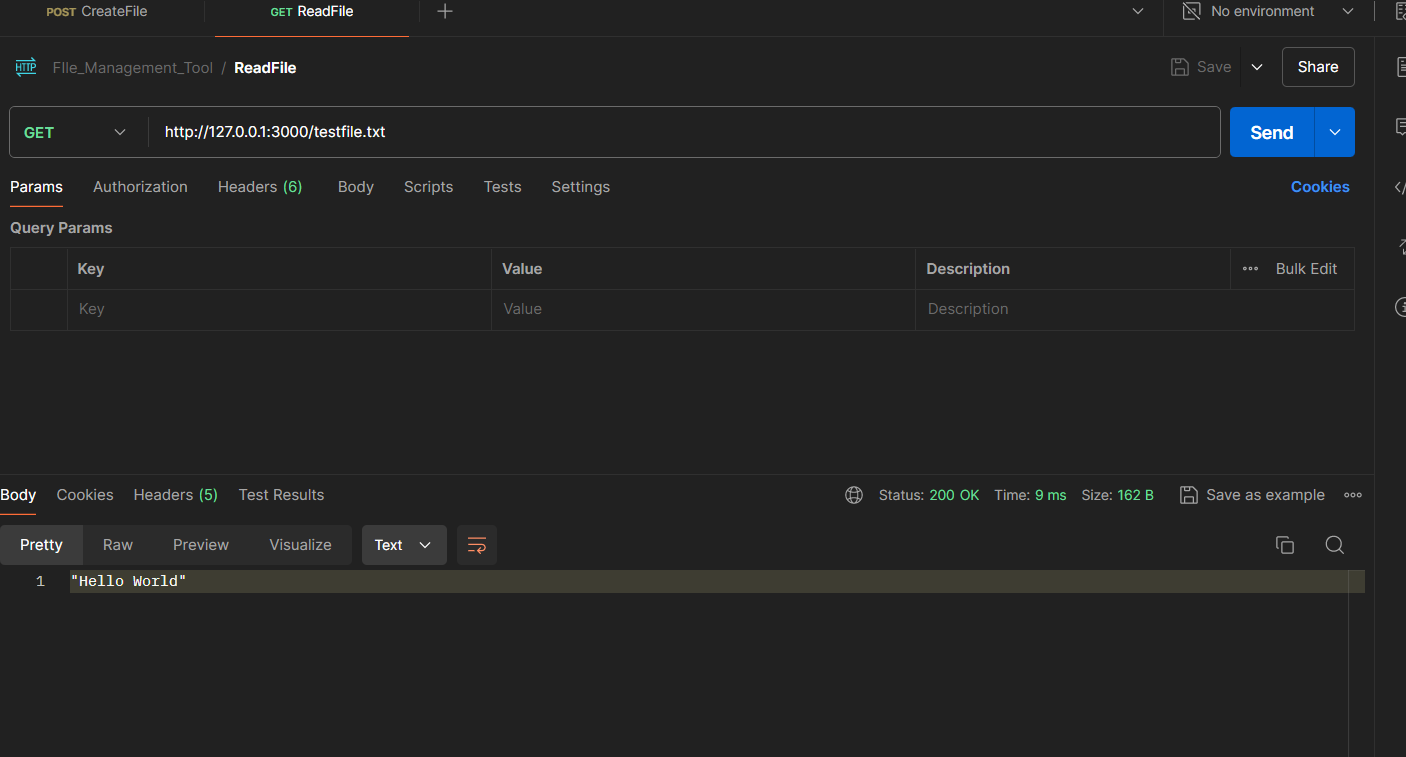 POST CreateFile GET ReadFile No environment
HTTP FIle_Management_Tool / ReadFile Save Share
GET http://127.0.0.1:3000/testfile.txt Send
Params Authorization Headers (6) Body Scripts Tests Settings Cookies
Query Params
Key Value Description Bulk Edit
Key Value Description
Body Cookies Headers (5) Test Results Status: 200 OK Time: 9 ms Size: 162 B Save as example
Pretty Raw Preview Visualize Text
1 "Hello World"